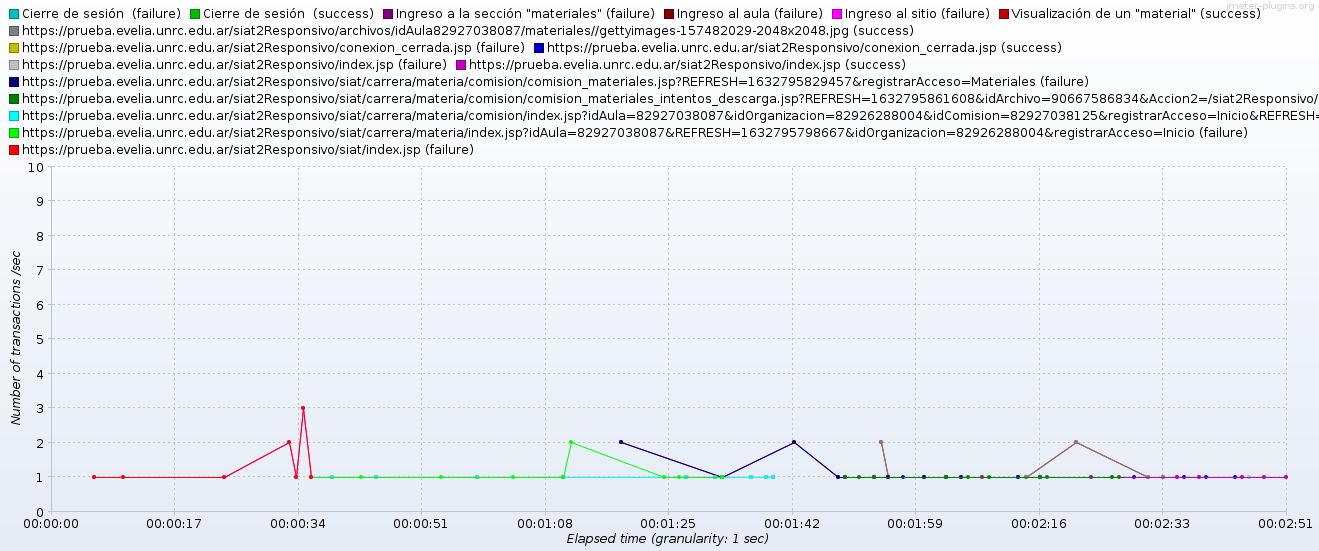 jmeter-plugins.org
Cierre de sesión (failure) Cierre de sesión (success) Ingreso a la sección "materiales" (failure) Ingreso al aula (failure) Ingreso al sitio (failure) Visualización de un "material" (success)
https://prueba.evelia.unrc.edu.ar/siat2Responsivo/archivos/idAula82927038087/materiales//gettyimages-157482029-2048x2048.jpg (success)
https://prueba.evelia.unrc.edu.ar/siat2Responsivo/conexion_cerrada.jsp (failure) https://prueba.evelia.unrc.edu.ar/siat2Responsivo/conexion_cerrada.jsp (success)
https://prueba.evelia.unrc.edu.ar/siat2Responsivo/index.jsp (failure) https://prueba.evelia.unrc.edu.ar/siat2Responsivo/index.jsp (success)
https://prueba.evelia.unrc.edu.ar/siat2Responsivo/siat/carrera/materia/comision/comision_materiales.jsp?REFRESH=1632795829457&registrarAcceso=Materiales (failure)
https://prueba.evelia.unrc.edu.ar/siat2Responsivo/siat/carrera/materia/comision/comision_materiales_intentos_descarga.jsp?REFRESH=1632795861608&idArchivo=90667586834&Accion2=/siat2Responsivo/
https://prueba.evelia.unrc.edu.ar/siat2Responsivo/siat/carrera/materia/comision/index.jsp?idAula=82927038087&idOrganizacion=82926288004&idComision=82927038125&registrarAcceso=Inicio&REFRESH=
https://prueba.evelia.unrc.edu.ar/siat2Responsivo/siat/carrera/materia/index.jsp?idAula=82927038087&REFRESH=1632795798667&idOrganizacion=82926288004&registrarAcceso=Inicio (failure)
https://prueba.evelia.unrc.edu.ar/siat2Responsivo/siat/index.jsp (failure)
Number of transactions /sec
10
9
8
7
6
5
4
3
2
1
0
00:00:00 00:00:17 00:00:34 00:00:51 00:01:08 00:01:25 00:01:42 00:01:59 00:02:16 00:02:33 00:02:51
Elapsed time (granularity: 1 sec)